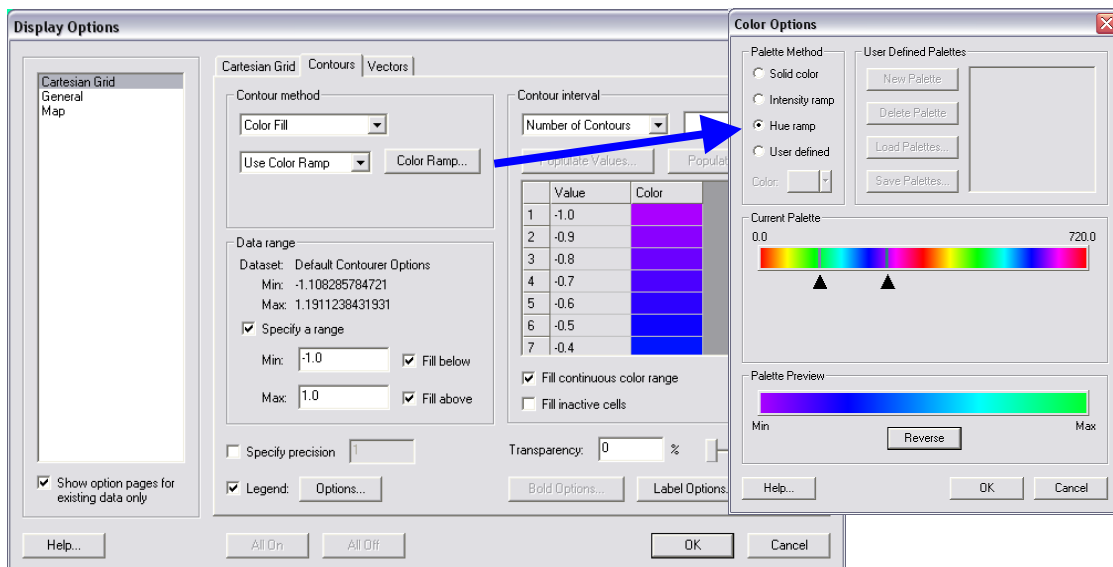 Display Options
Cartesian Grid
General
Map
Show option pages for
existing data only
Cartesian Grid
Contours
Vectors
Contour method
Color Fill
Use Color Ramp
Color Ramp...
Data range
Dataset: Default Contourer Options
Min: -1.108285784721
Max: 1.1911238431931
Specify a range
Min: -1.0
Fill below
Max: 1.0
Fill above
Specify precision 1
Legend: Options...
Contour interval
Number of Contours
Populate Values...
Value Color
1 -1.0
2 -0.9
3 -0.8
4 -0.7
5 -0.6
6 -0.5
7 -0.4
Fill continuous color range
Fill inactive cells
Transparency: 0 %
Bold Options...
Label Options.
Help...
All On
All Off
OK
Cancel
Color Options
Palette Method
Solid color
Intensity ramp
Hue ramp
User defined
Color:
User Defined Palettes
New Palette
Delete Palette
Load Palettes...
Save Palettes...
Current Palette
0.0 720.0
Palette Preview
Min Max
Reverse
Help...
OK
Cancel